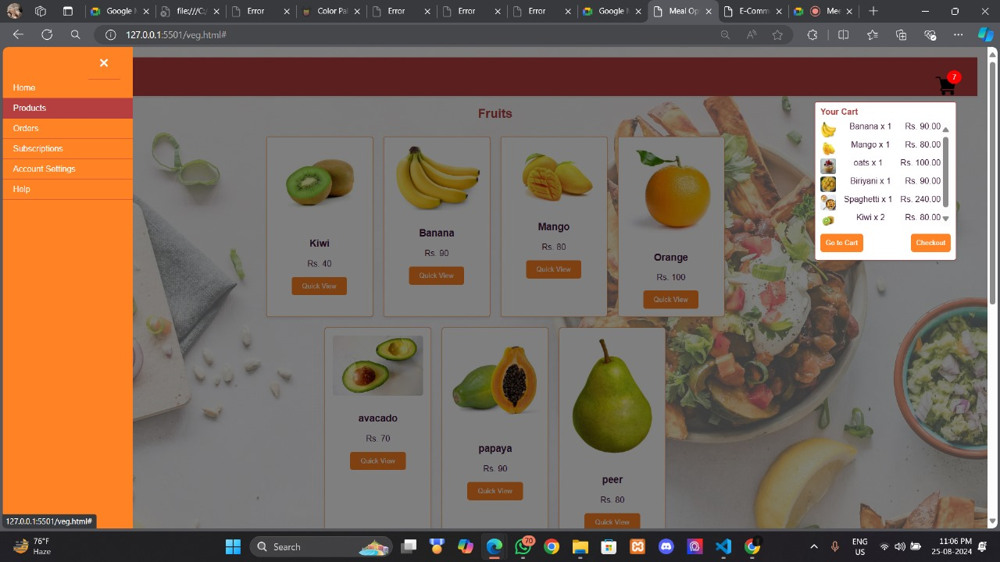 Google M
file:///C:/
Error
Color Pal
Error
Error
Error
Google M
Meal Op
E-Comm
Mee
127.0.0.1:5501/veg.html#
Home
Products
Orders
Subscriptions
Account Settings
Help
7
Fruits
Your Cart
Banana x 1 Rs. 90.00
Mango x 1 Rs. 80.00
oats x 1 Rs. 100.00
Biriyani x 1 Rs. 90.00
Spaghetti x 1 Rs. 240.00
Kiwi x 2 Rs. 80.00
Go to Cart Checkout
Kiwi
Rs. 40
Quick View
Banana
Rs. 90
Quick View
Mango
Rs. 80
Quick View
Orange
Rs. 100
Quick View
avacado
Rs. 70
Quick View
papaya
Rs. 90
Quick View
peer
Rs. 80
Quick View
127.0.0.1:5501/veg.html#
76°F
Haze
Search
70
ENG
US
11:06 PM
25-08-2024